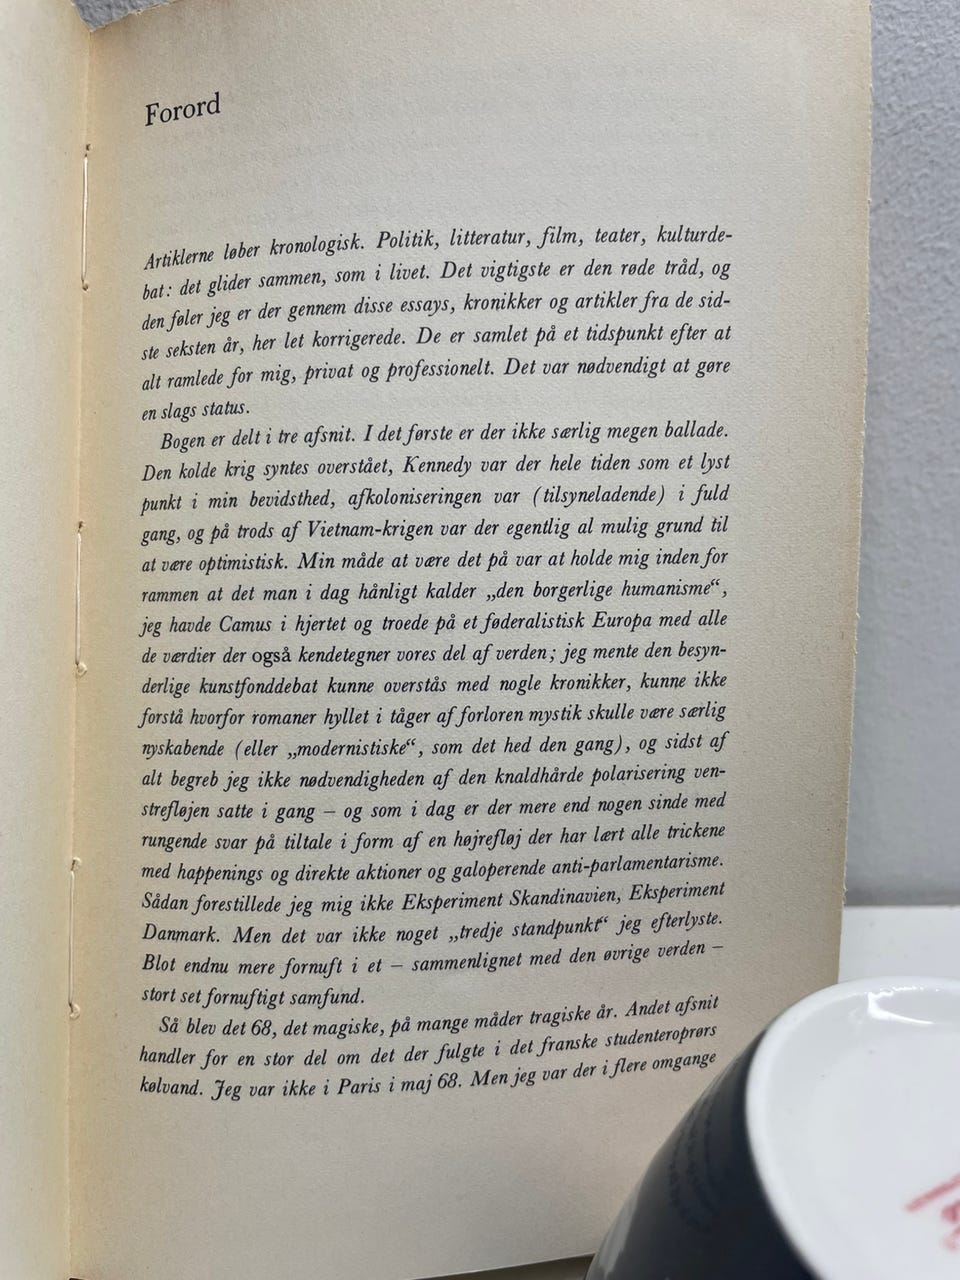 Forord
Artiklerne løber kronologisk. Politik, litteratur, film, teater, kulturde-
bat: det glider sammen, som i livet. Det vigtigste er den røde tråd, og
den føler jeg er der gennem disse essays, kronikker og artikler fra de sid-
ste seksten år, her let korrigerede. De er samlet på et tidspunkt efter at
alt ramlede for mig, privat og professionelt. Det var nødvendigt at gøre
en slags status.
Bogen er delt i tre afsnit. I det første er der ikke særlig megen ballade.
Den kolde krig syntes overstået, Kennedy var der hele tiden som et lyst
punkt i min bevidsthed, afkoloniseringen var (tilsyneladende) i fuld
gang, og på trods af Vietnam-krigen var der egentlig al mulig grund til
at være optimistisk. Min måde at være det på var at holde mig inden for
rammen at det man i dag hånligt kalder „den borgerlige humanisme“,
jeg havde Camus i hjertet og troede på et føderalistisk Europa med alle
de værdier der også kendetegner vores del af verden; jeg mente den besyn-
derlige kunstfonddebat kunne overstås med nogle kronikker, kunne ikke
forstå hvorfor romaner hyllet i tåger af forloren mystik skulle være særlig
nyskabende (eller „modernistiske“, som det hed den gang), og sidst af
alt begreb jeg ikke nødvendigheden af den knaldhårde polarisering ven-
strefløjen satte i gang – og som i dag er der mere end nogen sinde med
rungende svar på tiltale i form af en højrefløj der har lært alle trickene
med happenings og direkte aktioner og galoperende anti-parlamentarisme.
Sådan forestillede jeg mig ikke Eksperiment Skandinavien, Eksperiment
Danmark. Men det var ikke noget „tredje standpunkt“ jeg efterlyste.
Blot endnu mere fornuft i et – sammenlignet med den øvrige verden –
stort set fornuftigt samfund.
Så blev det 68, det magiske, på mange måder tragiske år. Andet afsnit
handler for en stor del om det der fulgte i det franske studenteroprørs
kølvand. Jeg var ikke i Paris i maj 68. Men jeg var der i flere omgange